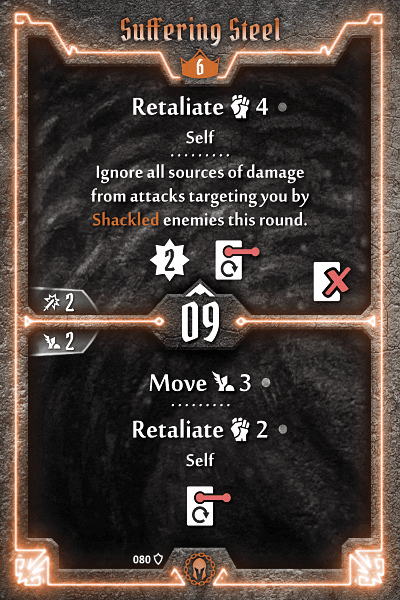 Suffering Steel
6
Retaliate 4
Self
Ignore all sources of damage
from attacks targeting you by
Shackled enemies this round.
2
2
09
2
Move 3
Retaliate 2
Self
080